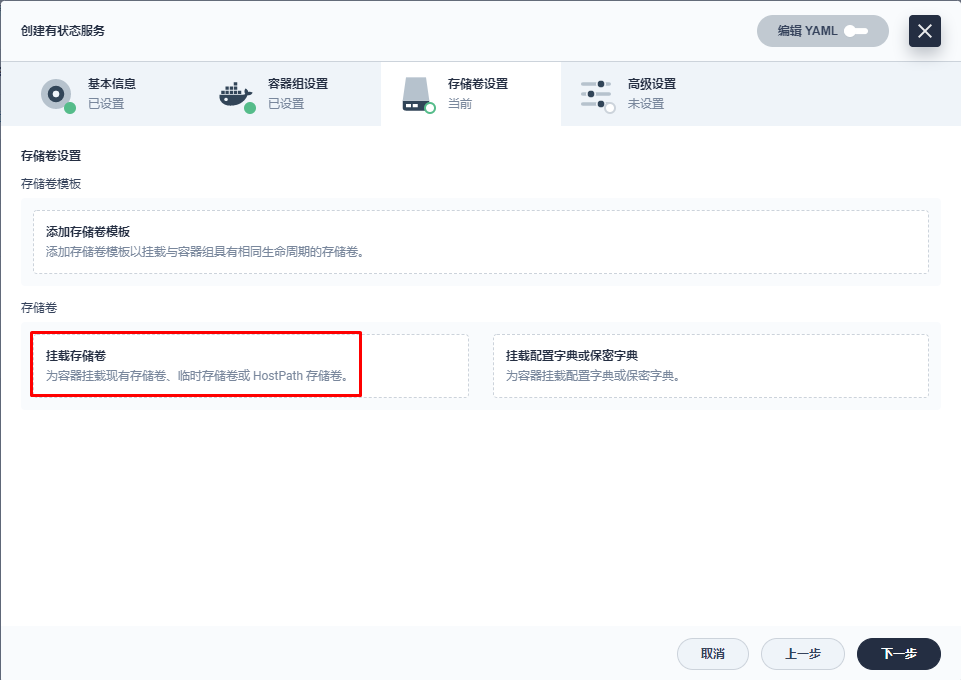 创建有状态服务
编辑 YAML
基本信息
已设置
容器组设置
已设置
存储卷设置
当前
高级设置
未设置
存储卷设置
存储卷模板
添加存储卷模板
添加存储卷模板以挂载与容器组具有相同生命周期的存储卷。
存储卷
挂载存储卷
为容器挂载现有存储卷、临时存储卷或 HostPath 存储卷。
挂载配置字典或保密字典
为容器挂载配置字典或保密字典。
取消
上一步
下一步